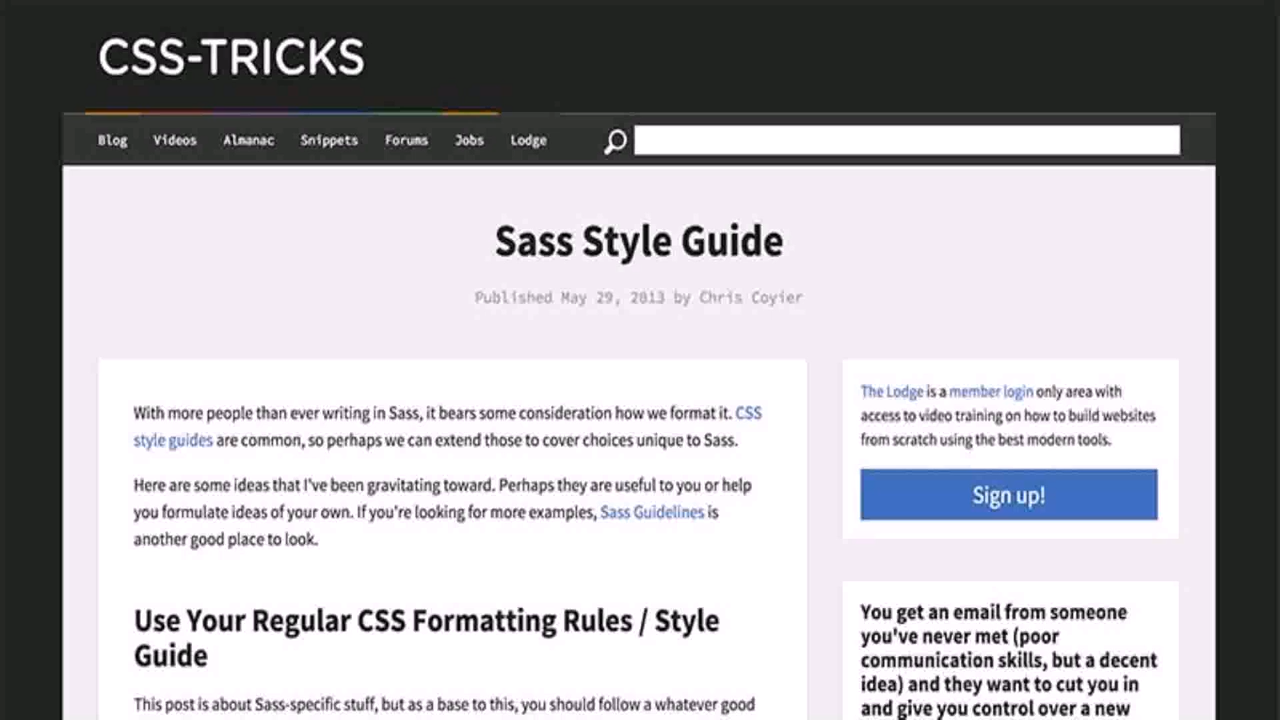 CSS-TRICKS
Blog Videos Almanac Snippets Forums Jobs Lodge
Sass Style Guide
Published May 29, 2013 by Chris Coyier
With more people than ever writing in Sass, it bears some consideration how we format it. CSS
style guides are common, so perhaps we can extend those to cover choices unique to Sass.
Here are some ideas that I've been gravitating toward. Perhaps they are useful to you or help
you formulate ideas of your own. If you're looking for more examples, Sass Guidelines is
another good place to look.
Use Your Regular CSS Formatting Rules / Style
Guide
This post is about Sass-specific stuff, but as a base to this, you should follow a whatever good
The Lodge is a member login only area with
access to video training on how to build websites
from scratch using the best modern tools.
Sign up!
You get an email from someone
you've never met (poor
communication skills, but a decent
idea) and they want to cut you in
and give you control over a new